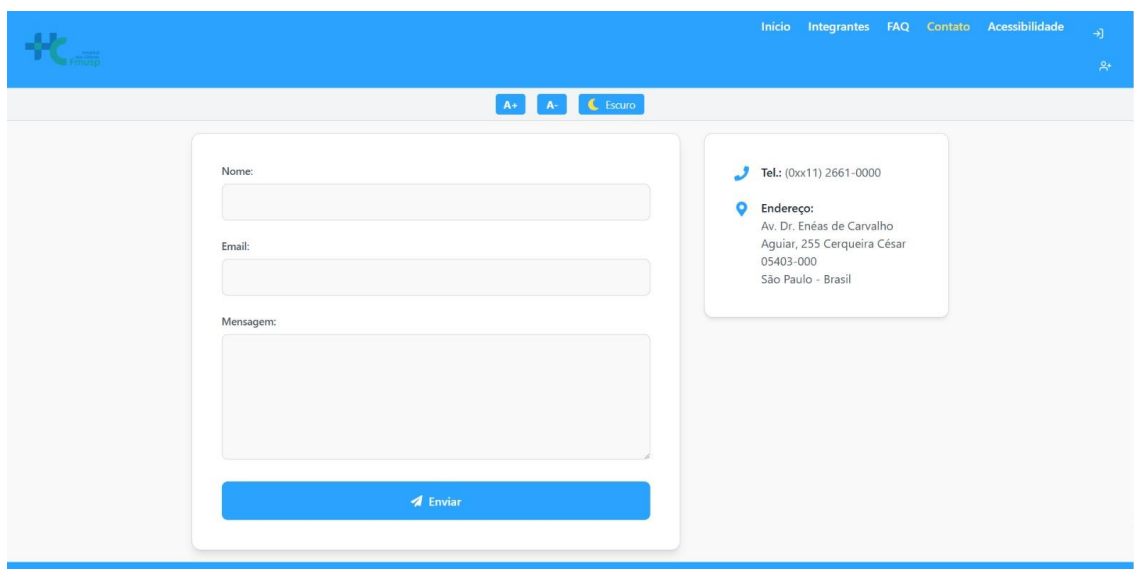 Início Integrantes FAQ Contato Acessibilidade
Fmusp
A+ A- Escuro
Nome:
Email:
Mensagem:
Enviar
Tel.: (0xx11) 2661-0000
Endereço:
Av. Dr. Enéas de Carvalho
Aguiar, 255 Cerqueira César
05403-000
São Paulo - Brasil